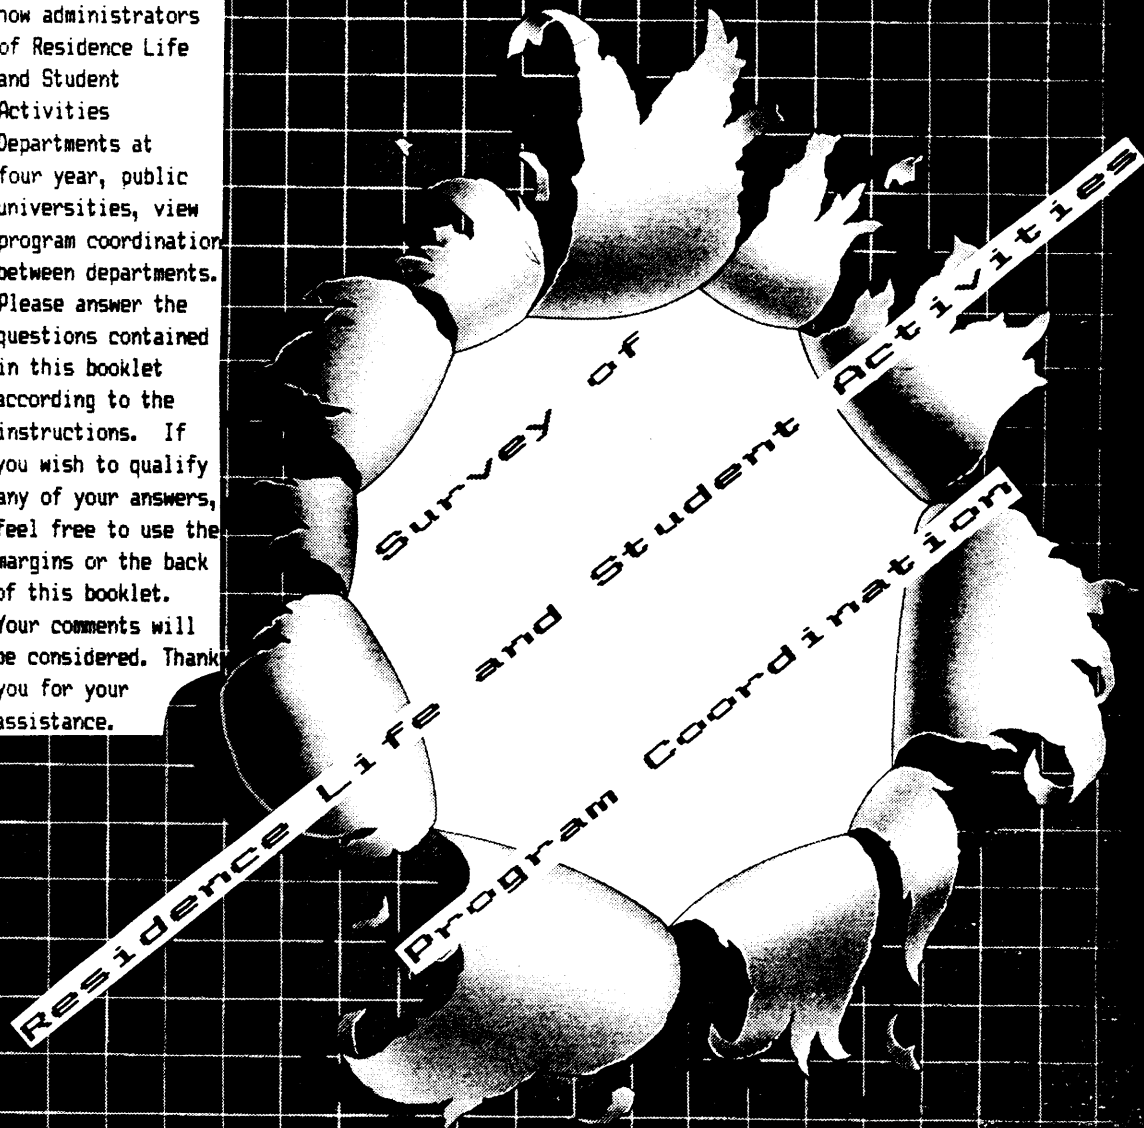 how administrators
of Residence Life
and Student
Activities
Departments at
four year, public
universities, view
program coordination
between departments.
Please answer the
questions contained
in this booklet
according to the
instructions. If
you wish to qualify
any of your answers,
feel free to use the
margins or the back
of this booklet.
Your comments will
be considered. Thank
you for your
assistance.
Survey of
Residence Life and Student Activities
Program Coordination